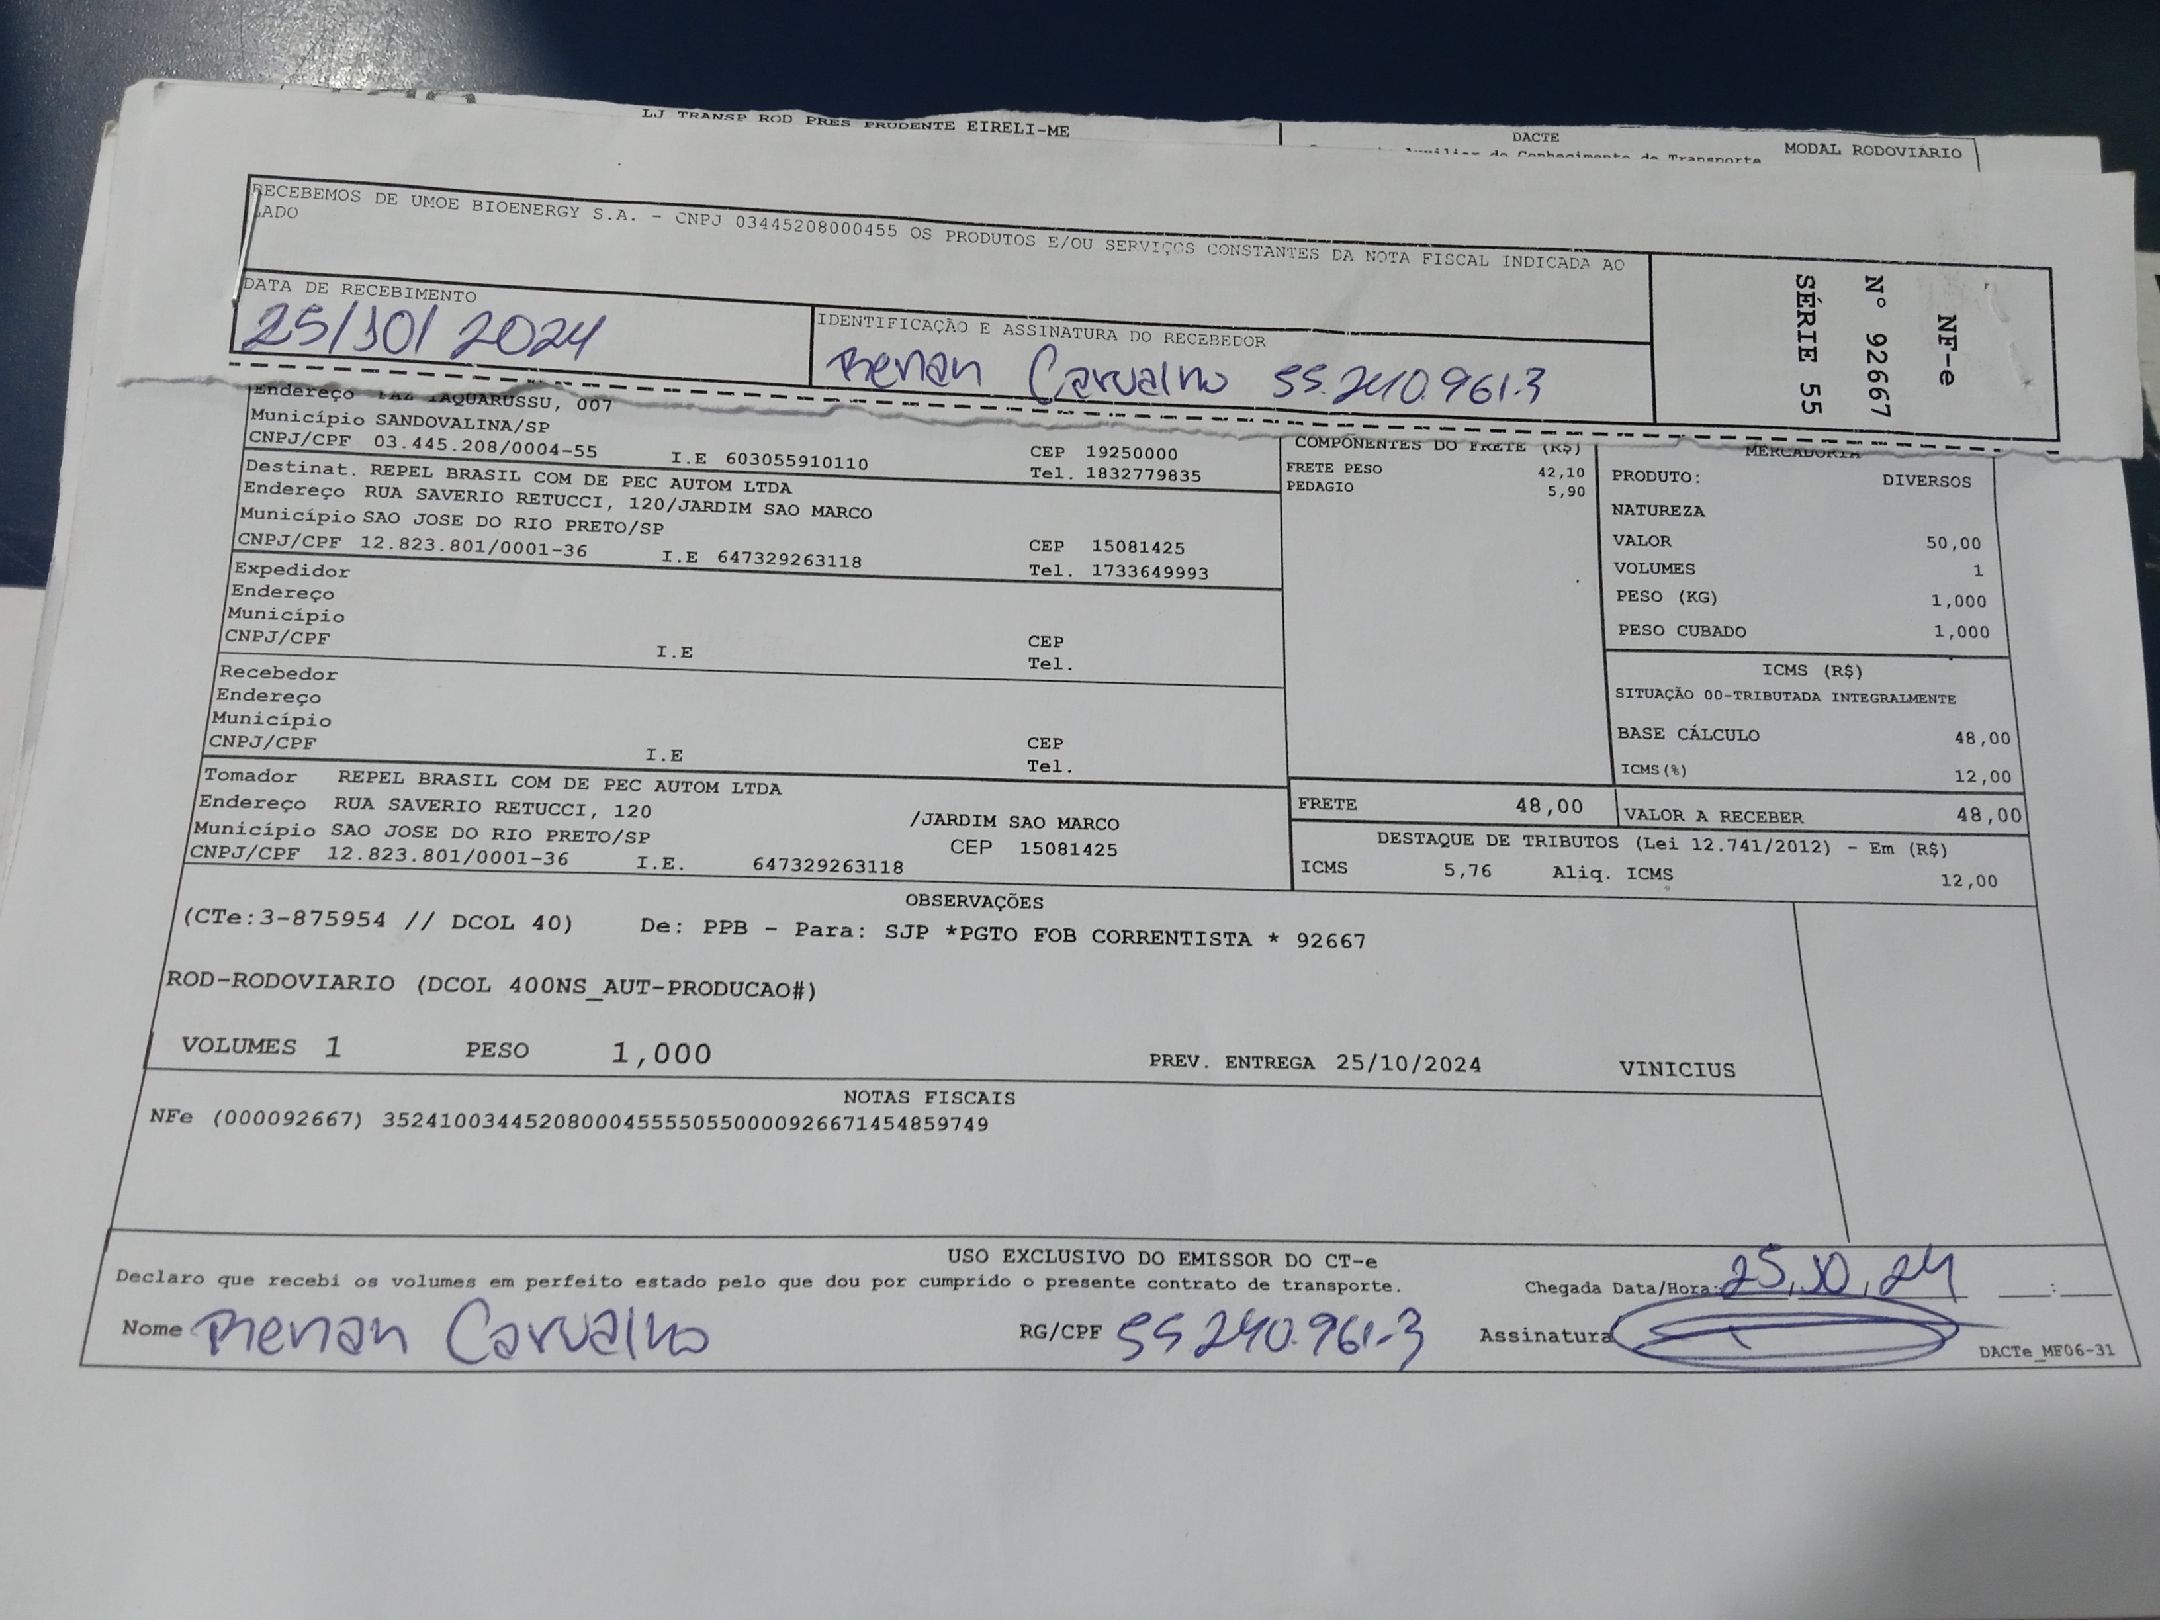 LJ TRANSP ROD PRES PRUDENTE EIRELI-ME
DACTE
Auxiliar do Conhecimento de Transporte
MODAL RODOVIÁRIO
RECEBEMOS DE UMOE BIOENERGY S.A. - CNPJ 03445208000455 OS PRODUTOS E/OU SERVIÇOS CONSTANTES DA NOTA FISCAL INDICADA AO
LADO
DATA DE RECEBIMENTO
25/10/2024
IDENTIFICAÇÃO E ASSINATURA DO RECEBEDOR
Renan Carvalho 55.240.961-3
NF-e
Nº 92667
SÉRIE 55
Endereço FAZ TAQUARUSSU, 007
Município SANDOVALINA/SP
CNPJ/CPF 03.445.208/0004-55 I.E 603055910110
CEP 19250000
Tel. 1832779835
Destinat. REPEL BRASIL COM DE PEC AUTOM LTDA
Endereço RUA SAVERIO RETUCCI, 120/JARDIM SAO MARCO
Município SAO JOSE DO RIO PRETO/SP
CNPJ/CPF 12.823.801/0001-36 I.E 647329263118
CEP 15081425
Tel. 1733649993
Expedidor
Endereço
Município
CNPJ/CPF I.E
CEP
Tel.
Recebedor
Endereço
Município
CNPJ/CPF I.E
CEP
Tel.
Tomador REPEL BRASIL COM DE PEC AUTOM LTDA
Endereço RUA SAVERIO RETUCCI, 120 /JARDIM SAO MARCO
Município SAO JOSE DO RIO PRETO/SP CEP 15081425
CNPJ/CPF 12.823.801/0001-36 I.E. 647329263118
COMPONENTES DO FRETE (R$)
FRETE PESO 42,10
PEDAGIO 5,90
MERCADORIA
PRODUTO: DIVERSOS
NATUREZA
VALOR 50,00
VOLUMES 1
PESO (KG) 1,000
PESO CUBADO 1,000
ICMS (R$)
SITUAÇÃO 00-TRIBUTADA INTEGRALMENTE
BASE CÁLCULO 48,00
ICMS(%) 12,00
FRETE 48,00
VALOR A RECEBER 48,00
DESTAQUE DE TRIBUTOS (Lei 12.741/2012) - Em (R$)
ICMS 5,76 Aliq. ICMS 12,00
OBSERVAÇÕES
(CTe:3-875954 // DCOL 40) De: PPB - Para: SJP *PGTO FOB CORRENTISTA * 92667
ROD-RODOVIARIO (DCOL 400NS_AUT-PRODUCAO#)
VOLUMES 1 PESO 1,000 PREV. ENTREGA 25/10/2024 VINICIUS
NOTAS FISCAIS
NFe (000092667) 35241003445208000455550550000926671454859749
USO EXCLUSIVO DO EMISSOR DO CT-e
Declaro que recebi os volumes em perfeito estado pelo que dou por cumprido o presente contrato de transporte.
Chegada Data/Hora: 25,10,24 __:__
Nome Renan Carvalho RG/CPF 55240.961-3 Assinatura
DACTe_MF06-31